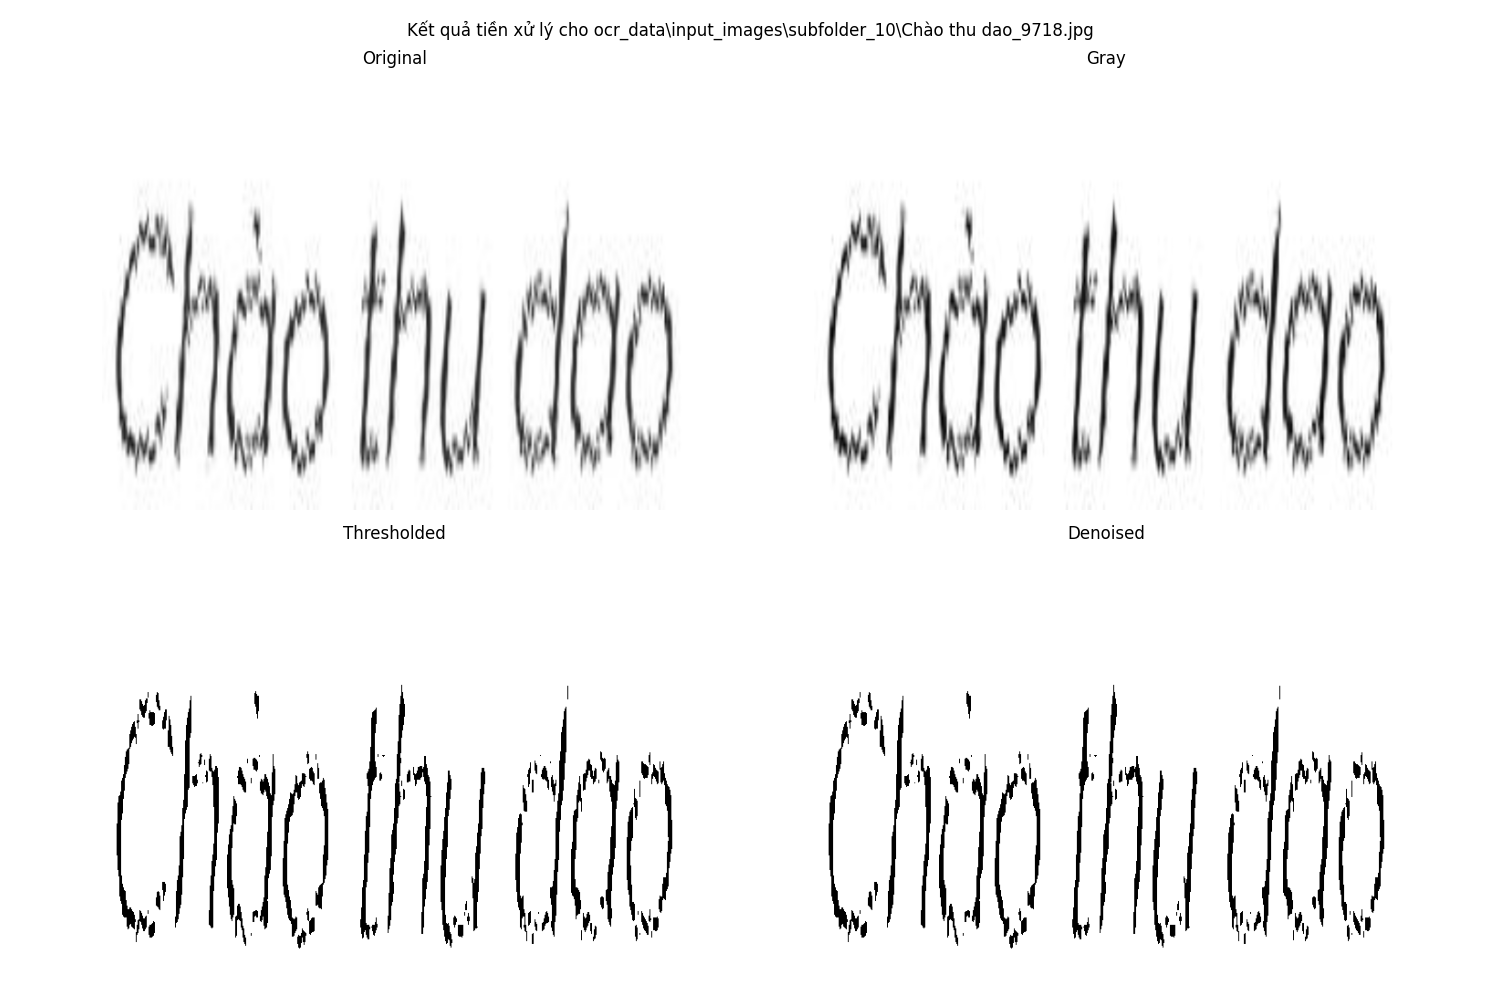 Kết quả tiền xử lý cho ocr_data\input_images\subfolder_10\Chào thu dao_9718.jpg
Original
Gray
Chào thu dao
Chào thu dao
Thresholded
Denoised
Chào thu dao
Chào thu dao